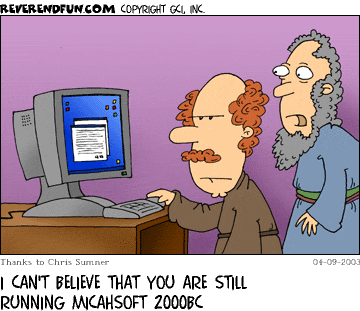 REVERENDFUN.COM COPYRIGHT GCI, INC.
Thanks to Chris Sumner 04-09-2003
I CAN'T BELIEVE THAT YOU ARE STILL
RUNNING MICAHSOFT 2000BC